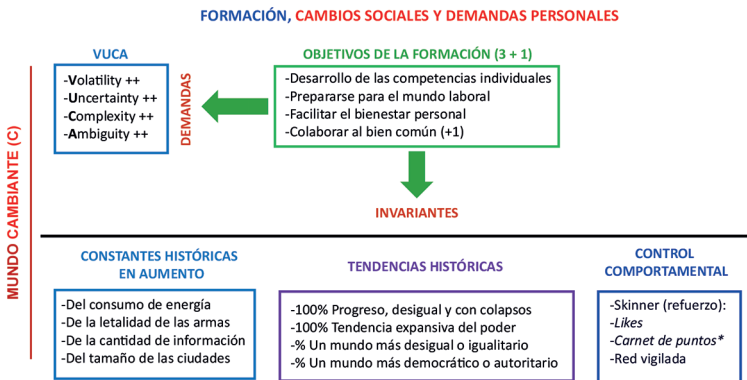 FORMACIÓN, CAMBIOS SOCIALES Y DEMANDAS PERSONALES
MUNDO CAMBIANTE (C)
VUCA
-Volatility ++
-Uncertainty ++
-Complexity ++
-Ambiguity ++
DEMANDAS
OBJETIVOS DE LA FORMACIÓN (3 + 1)
-Desarrollo de las competencias individuales
-Prepararse para el mundo laboral
-Facilitar el bienestar personal
-Colaborar al bien común (+1)
INVARIANTES
CONSTANTES HISTÓRICAS
EN AUMENTO
-Del consumo de energía
-De la letalidad de las armas
-De la cantidad de información
-Del tamaño de las ciudades
TENDENCIAS HISTÓRICAS
-100% Progreso, desigual y con colapsos
-100% Tendencia expansiva del poder
-% Un mundo más desigual o igualitario
-% Un mundo más democrático o autoritario
CONTROL
COMPORTAMENTAL
-Skinner (refuerzo):
-Likes
-Carnet de puntos*
-Red vigilada